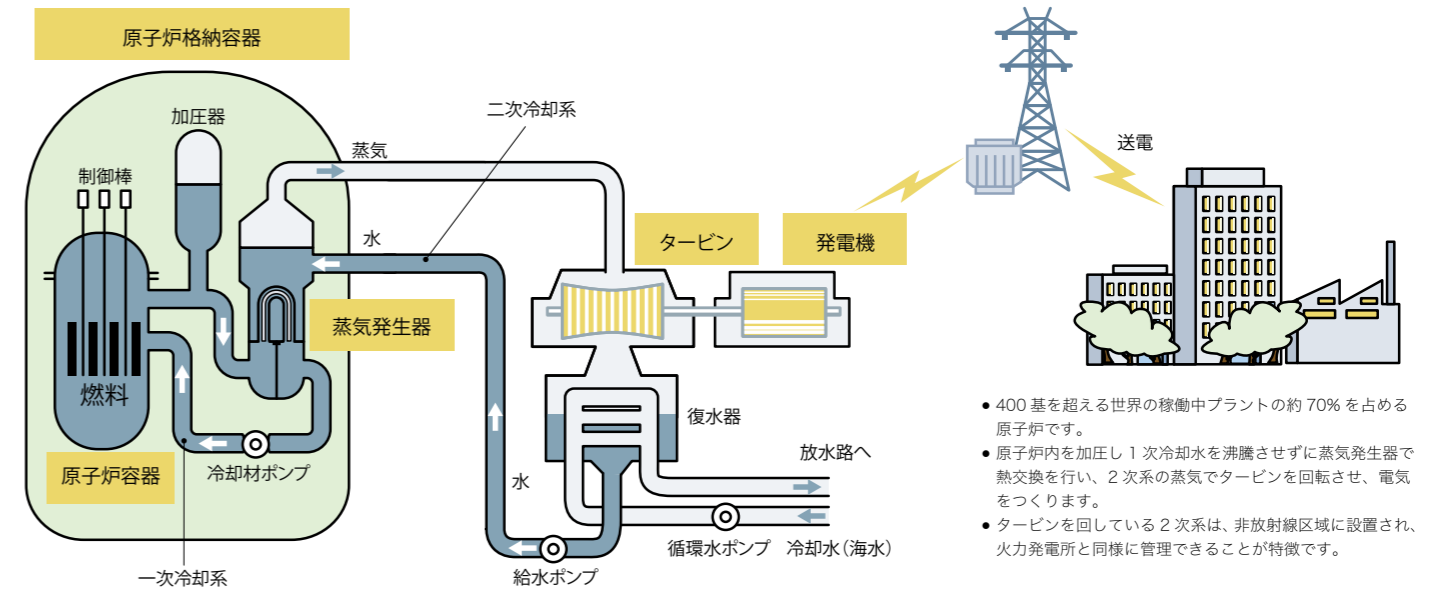 原子炉格納容器
加圧器
制御棒
蒸気
二次冷却系
水
送電
タービン
発電機
蒸気発生器
燃料
原子炉容器
冷却材ポンプ
一次冷却系
水
給水ポンプ
復水器
放水路へ
循環水ポンプ
冷却水（海水）
● 400 基を超える世界の稼働中プラントの約 70% を占める
原子炉です。
● 原子炉内を加圧し 1 次冷却水を沸騰させずに蒸気発生器で
熱交換を行い、2 次系の蒸気でタービンを回転させ、電気
をつくります。
● タービンを回している 2 次系は、非放射線区域に設置され、
火力発電所と同様に管理できることが特徴です。